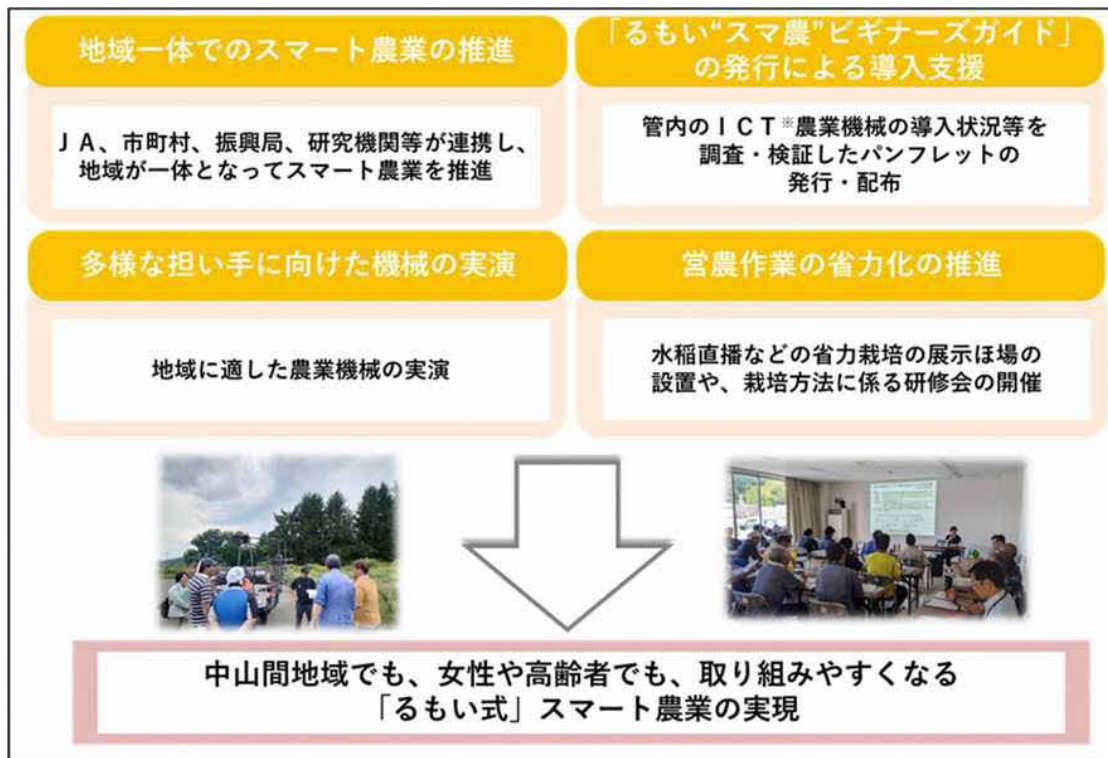 地域一体でのスマート農業の推進
ＪＡ、市町村、振興局、研究機関等が連携し、
地域が一体となってスマート農業を推進
「るもい“スマ農”ビギナーズガイド」
の発行による導入支援
管内のＩＣＴ※農業機械の導入状況等を
調査・検証したパンフレットの
発行・配布
多様な担い手に向けた機械の実演
地域に適した農業機械の実演
営農作業の省力化の推進
水稲直播などの省力栽培の展示ほ場の
設置や、栽培方法に係る研修会の開催
中山間地域でも、女性や高齢者でも、取り組みやすくなる
「るもい式」スマート農業の実現